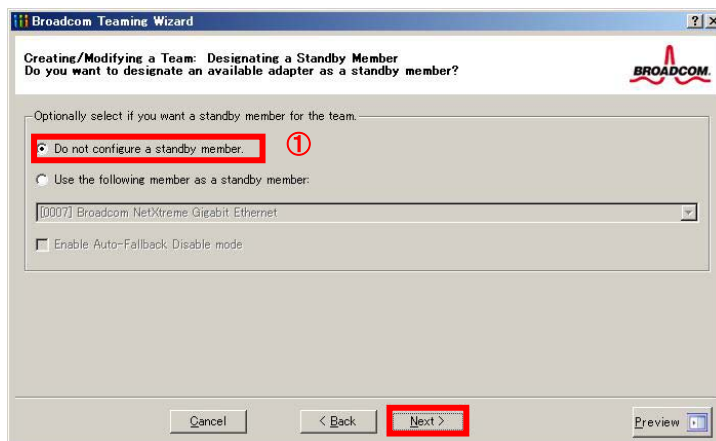 Broadcom Teaming Wizard
Creating/Modifying a Team: Designating a Standby Member
Do you want to designate an available adapter as a standby member?
BROADCOM.
Optionally select if you want a standby member for the team.
Do not configure a standby member.
①
Use the following member as a standby member:
[0007] Broadcom NetXtreme Gigabit Ethernet
Enable Auto-Fallback Disable mode
Cancel
< Back
Next >
Preview